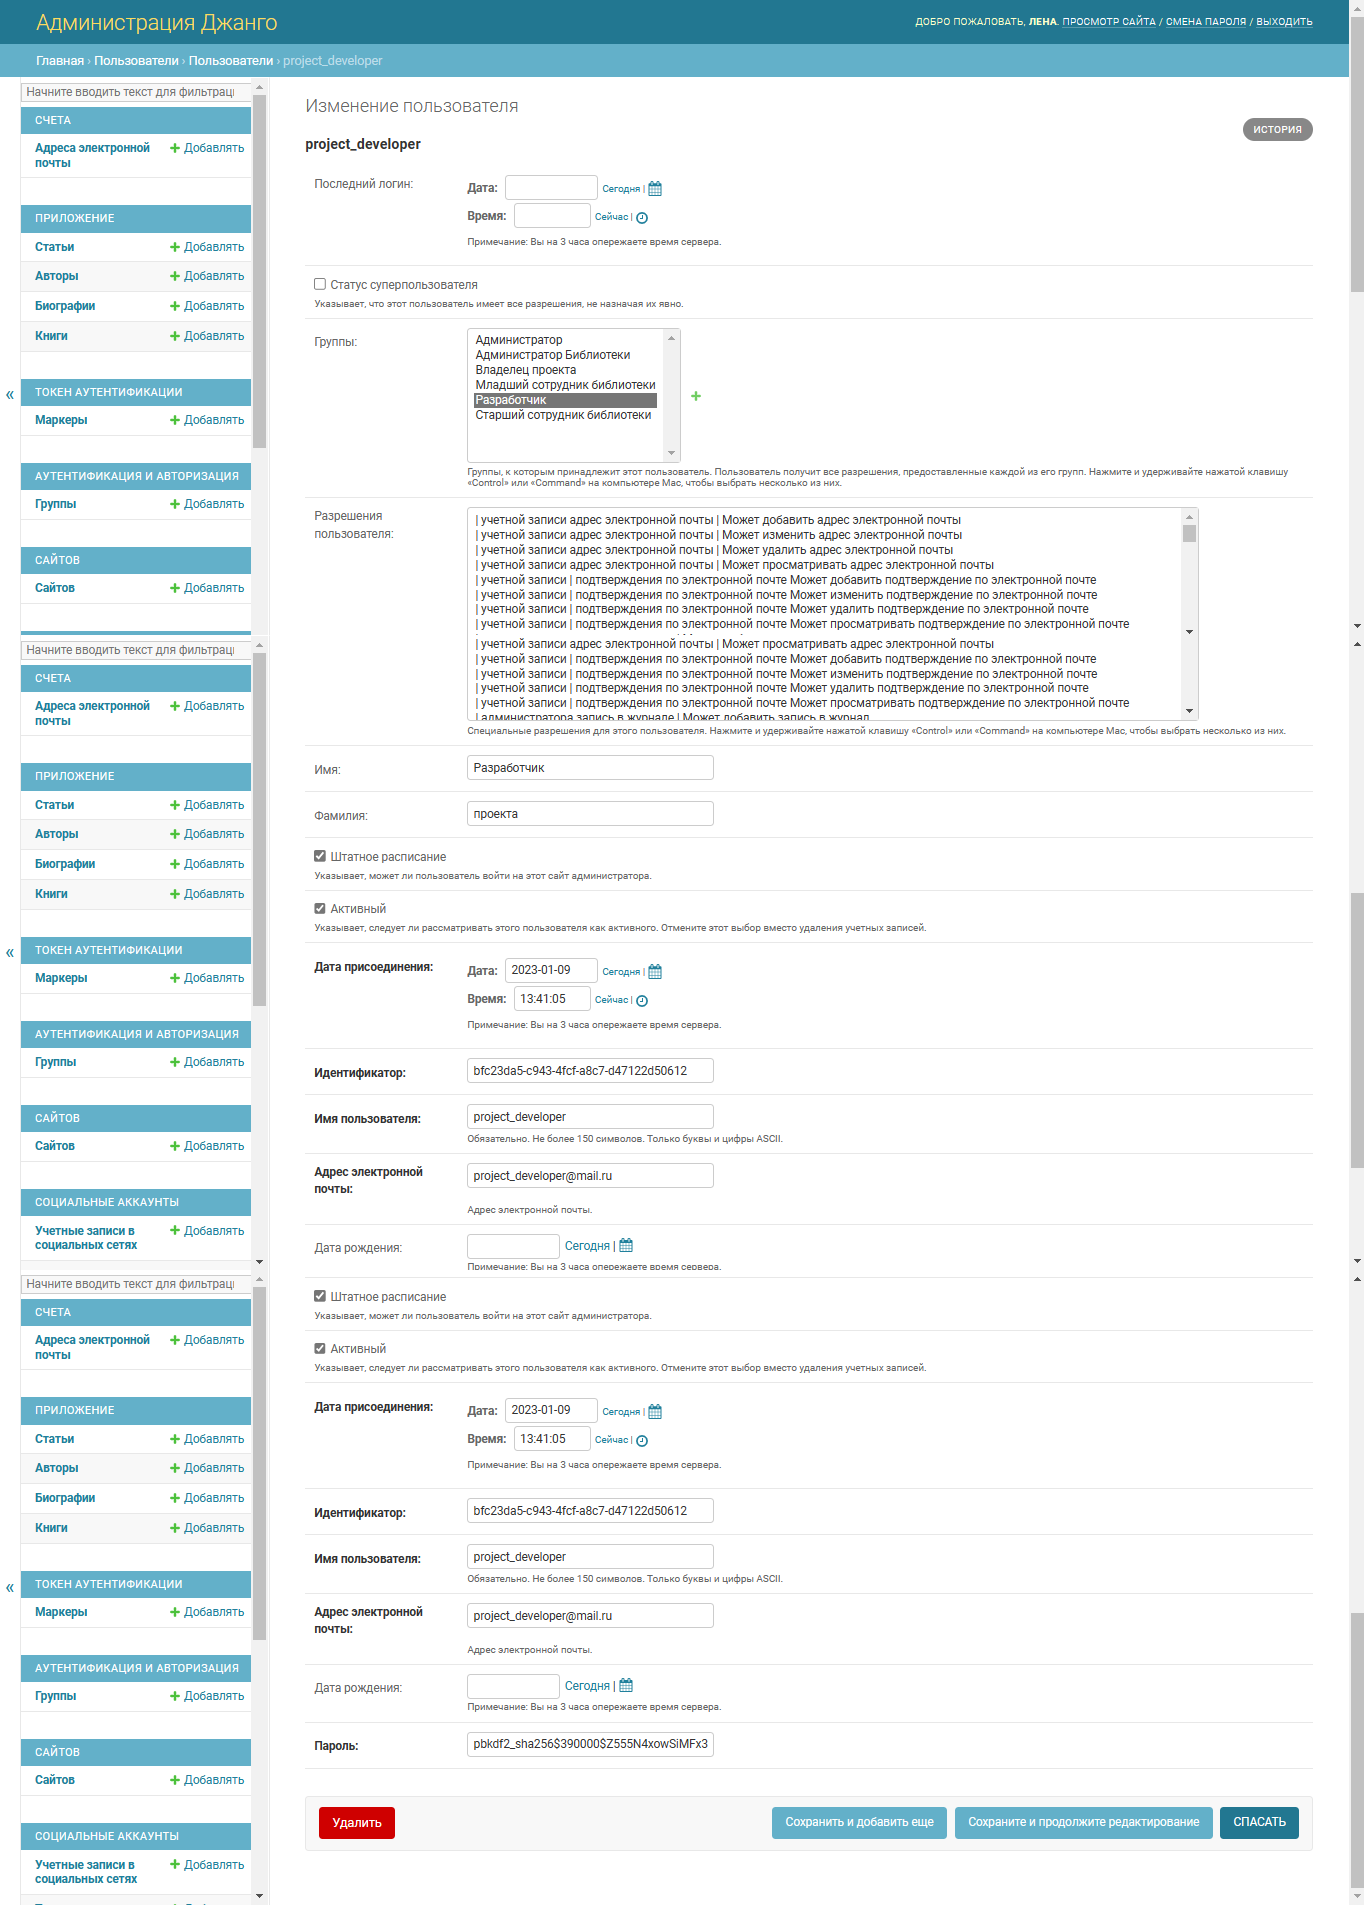 Администрация Джанго
ДОБРО ПОЖАЛОВАТЬ, ЛЕНА. ПРОСМОТР САЙТА / СМЕНА ПАРОЛЯ / ВЫХОДИТЬ
Главная › Пользователи › Пользователи › project_developer
Начните вводить текст для фильтрац
СЧЕТА
Адреса электронной почты
Добавлять
ПРИЛОЖЕНИЕ
Статьи
Добавлять
Авторы
Добавлять
Биографии
Добавлять
Книги
Добавлять
«
ТОКЕН АУТЕНТИФИКАЦИИ
Маркеры
Добавлять
АУТЕНТИФИКАЦИЯ И АВТОРИЗАЦИЯ
Группы
Добавлять
САЙТОВ
Сайтов
Добавлять
Изменение пользователя
ИСТОРИЯ
project_developer
Последний логин:
Дата:
Сегодня |
Время:
Сейчас |
Примечание: Вы на 3 часа опережаете время сервера.
Статус суперпользователя
Указывает, что этот пользователь имеет все разрешения, не назначая их явно.
Группы:
Администратор
Администратор Библиотеки
Владелец проекта
Младший сотрудник библиотеки
Разработчик
Старший сотрудник библиотеки
Группы, к которым принадлежит этот пользователь. Пользователь получит все разрешения, предоставленные каждой из его групп. Нажмите и удерживайте нажатой клавишу
«Control» или «Command» на компьютере Mac, чтобы выбрать несколько из них.
Разрешения
пользователя:
| учетной записи адрес электронной почты | Может добавить адрес электронной почты
| учетной записи адрес электронной почты | Может изменить адрес электронной почты
| учетной записи адрес электронной почты | Может удалить адрес электронной почты
| учетной записи адрес электронной почты | Может просматривать адрес электронной почты
| учетной записи | подтверждения по электронной почте Может добавить подтверждение по электронной почте
| учетной записи | подтверждения по электронной почте Может изменить подтверждение по электронной почте
| учетной записи | подтверждения по электронной почте Может удалить подтверждение по электронной почте
| учетной записи | подтверждения по электронной почте Может просматривать подтверждение по электронной почте
Начните вводить текст для фильтрац
СЧЕТА
Адреса электронной
почты
Добавлять
ПРИЛОЖЕНИЕ
Статьи
Добавлять
Авторы
Добавлять
Биографии
Добавлять
Книги
Добавлять
«
ТОКЕН АУТЕНТИФИКАЦИИ
Маркеры
Добавлять
АУТЕНТИФИКАЦИЯ И АВТОРИЗАЦИЯ
Группы
Добавлять
САЙТОВ
Сайтов
Добавлять
СОЦИАЛЬНЫЕ АККАУНТЫ
Учетные записи в
социальных сетях
Добавлять
| учетной записи адрес электронной почты | Может просматривать адрес электронной почты
| учетной записи | подтверждения по электронной почте Может добавить подтверждение по электронной почте
| учетной записи | подтверждения по электронной почте Может изменить подтверждение по электронной почте
| учетной записи | подтверждения по электронной почте Может удалить подтверждение по электронной почте
| учетной записи | подтверждения по электронной почте Может просматривать подтверждение по электронной почте
| администратора запись в журнале | Может добавить запись в журнал
Специальные разрешения для этого пользователя. Нажмите и удерживайте нажатой клавишу «Control» или «Command» на компьютере Mac, чтобы выбрать несколько из них.
Имя:
Разработчик
Фамилия:
проекта
Штатное расписание
Указывает, может ли пользователь войти на этот сайт администратора.
Активный
Указывает, следует ли рассматривать этого пользователя как активного. Отмените этот выбор вместо удаления учетных записей.
Дата присоединения:
Дата: 2023-01-09 Сегодня |
Время: 13:41:05 Сейчас |
Примечание: Вы на 3 часа опережаете время сервера.
Идентификатор:
bfc23da5-c943-4fcf-a8c7-d47122d50612
Имя пользователя:
project_developer
Обязательно. Не более 150 символов. Только буквы и цифры ASCII.
Адрес электронной
почты:
project_developer@mail.ru
Адрес электронной почты.
Дата рождения:
Сегодня |
Примечание: Вы на 3 часа опережаете время сервера.
Начните вводить текст для фильтрац
СЧЕТА
Адреса электронной
почты
Добавлять
ПРИЛОЖЕНИЕ
Статьи
Добавлять
Авторы
Добавлять
Биографии
Добавлять
Книги
Добавлять
«
ТОКЕН АУТЕНТИФИКАЦИИ
Маркеры
Добавлять
АУТЕНТИФИКАЦИЯ И АВТОРИЗАЦИЯ
Группы
Добавлять
САЙТОВ
Сайтов
Добавлять
СОЦИАЛЬНЫЕ АККАУНТЫ
Учетные записи в
социальных сетях
Добавлять
Штатное расписание
Указывает, может ли пользователь войти на этот сайт администратора.
Активный
Указывает, следует ли рассматривать этого пользователя как активного. Отмените этот выбор вместо удаления учетных записей.
Дата присоединения:
Дата: 2023-01-09 Сегодня |
Время: 13:41:05 Сейчас |
Примечание: Вы на 3 часа опережаете время сервера.
Идентификатор:
bfc23da5-c943-4fcf-a8c7-d47122d50612
Имя пользователя:
project_developer
Обязательно. Не более 150 символов. Только буквы и цифры ASCII.
Адрес электронной
почты:
project_developer@mail.ru
Адрес электронной почты.
Дата рождения:
Сегодня |
Примечание: Вы на 3 часа опережаете время сервера.
Пароль:
pbkdf2_sha256$390000$Z555N4xowSiMFx3
Удалить
Сохранить и добавить еще
Сохраните и продолжите редактирование
СПАСАТЬ